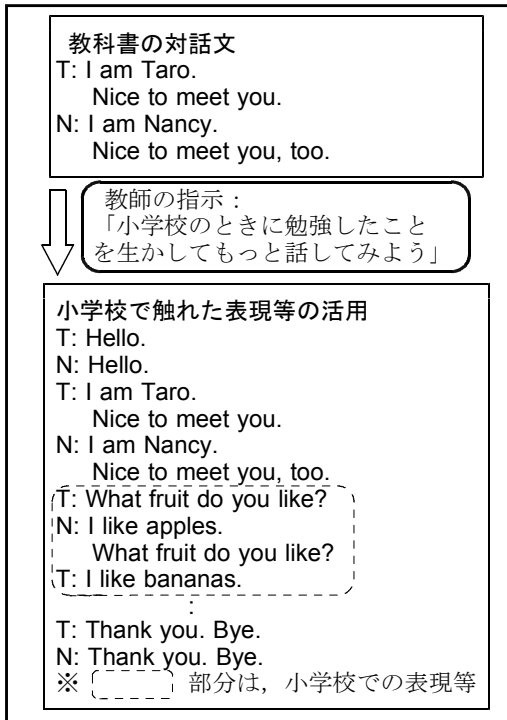 教科書の対話文
T: I am Taro.
Nice to meet you.
N: I am Nancy.
Nice to meet you, too.
教師の指示：
「小学校のときに勉強したこと
を生かしてもっと話してみよう」
小学校で触れた表現等の活用
T: Hello.
N: Hello.
T: I am Taro.
Nice to meet you.
N: I am Nancy.
Nice to meet you, too.
T: What fruit do you like?
N: I like apples.
What fruit do you like?
T: I like bananas.
:
T: Thank you. Bye.
N: Thank you. Bye.
※ 部分は，小学校での表現等